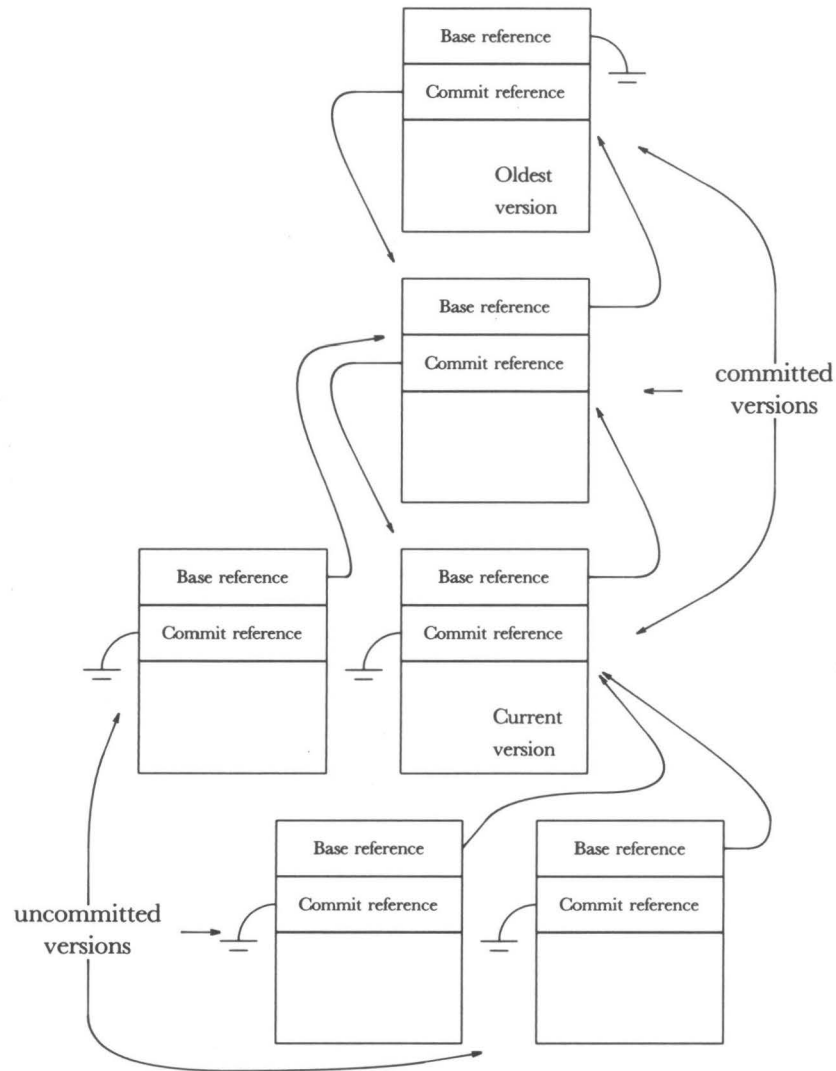 Base reference
Commit reference
Oldest
version
Base reference
Commit reference
committed
versions
Base reference
Commit reference
Base reference
Commit reference
Current
version
Base reference
Commit reference
Base reference
Commit reference
uncommitted
versions